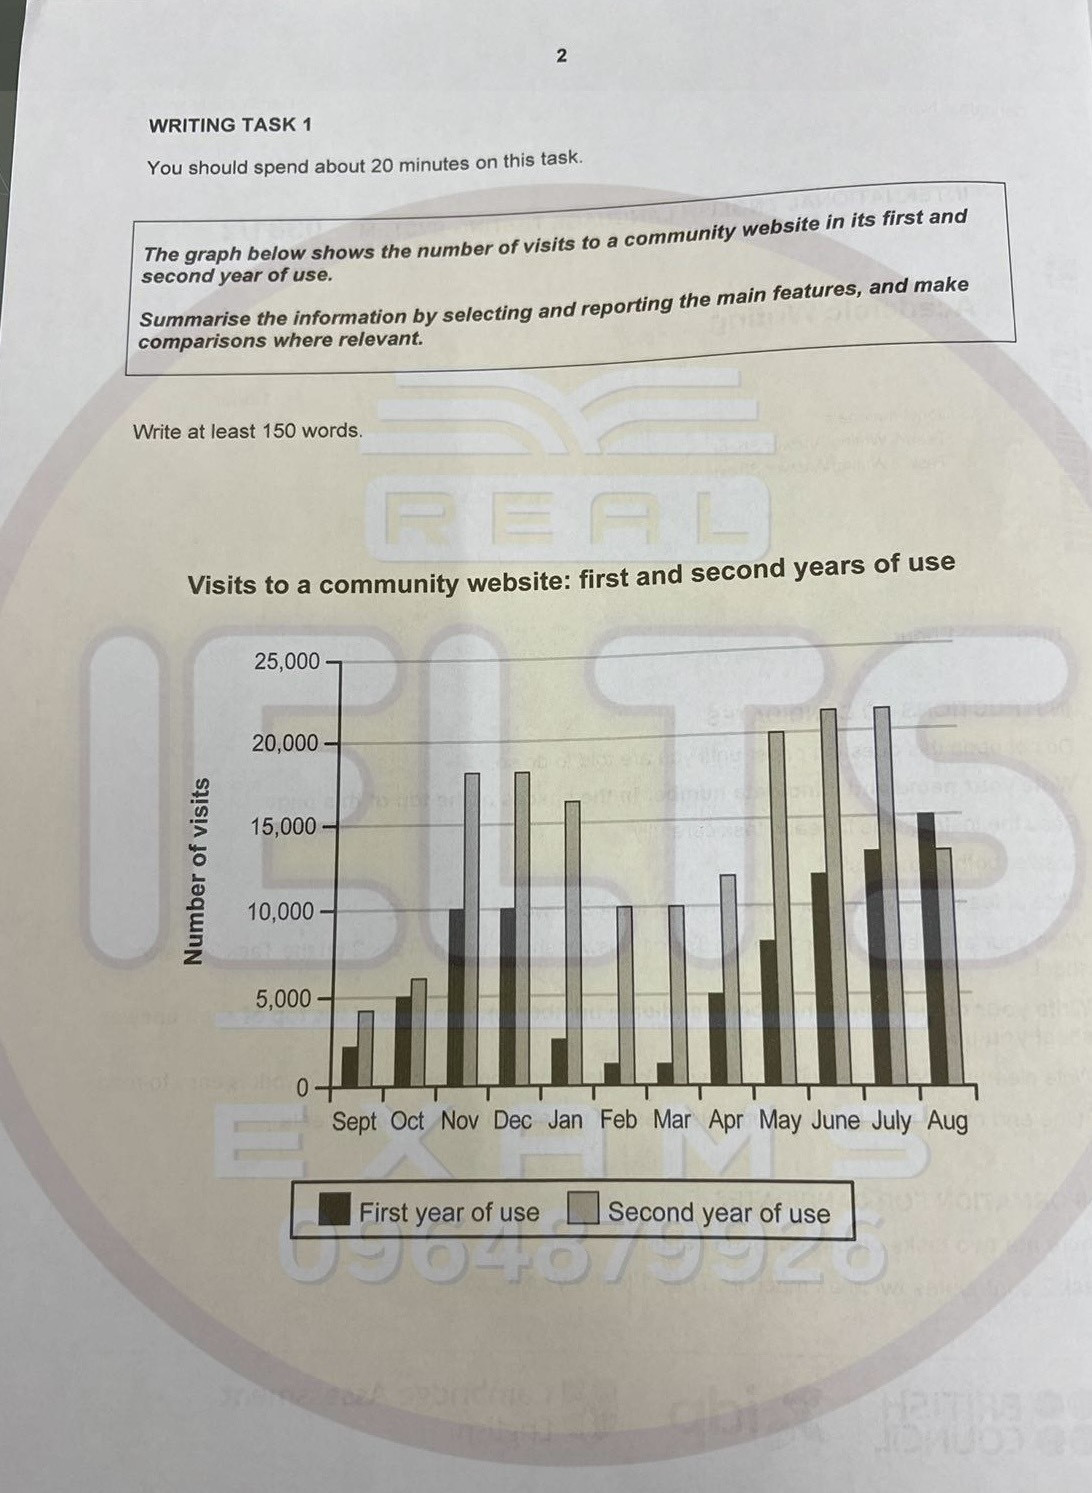 2
WRITING TASK 1
You should spend about 20 minutes on this task.
The graph below shows the number of visits to a community website in its first and
second year of use.
Summarise the information by selecting and reporting the main features, and make
comparisons where relevant.
Write at least 150 words.
REAL
Visits to a community website: first and second years of use
IELTS
25,000
20,000
15,000
10,000
5,000
0
Number of visits
Sept Oct Nov Dec Jan Feb Mar Apr May June July Aug
EXAMS
First year of use Second year of use
0964879926